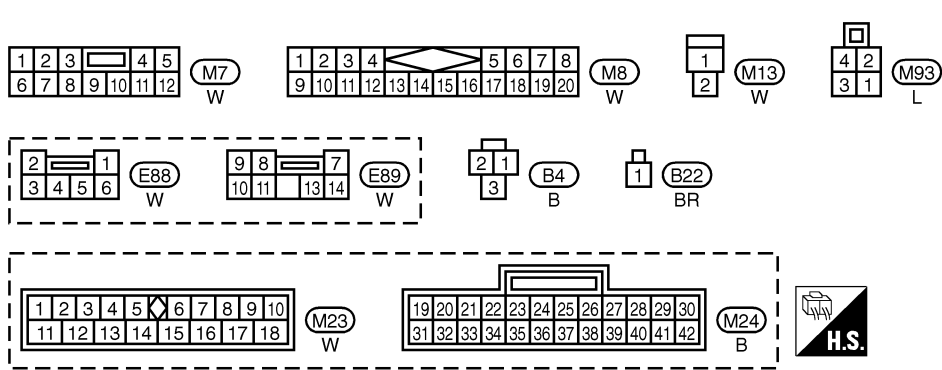 1 2 3 4 5 M7
6 7 8 9 10 11 12 W
1 2 3 4 5 6 7 8 M8
9 10 11 12 13 14 15 16 17 18 19 20 W
1 M13
2 W
4 2 M93
3 1 L
2 1 E88
3 4 5 6 W
9 8 7 E89
10 11 13 14 W
2 1 B4
3 B
1 B22
BR
1 2 3 4 5 6 7 8 9 10 M23
11 12 13 14 15 16 17 18 W
19 20 21 22 23 24 25 26 27 28 29 30 M24
31 32 33 34 35 36 37 38 39 40 41 42 B
H.S.